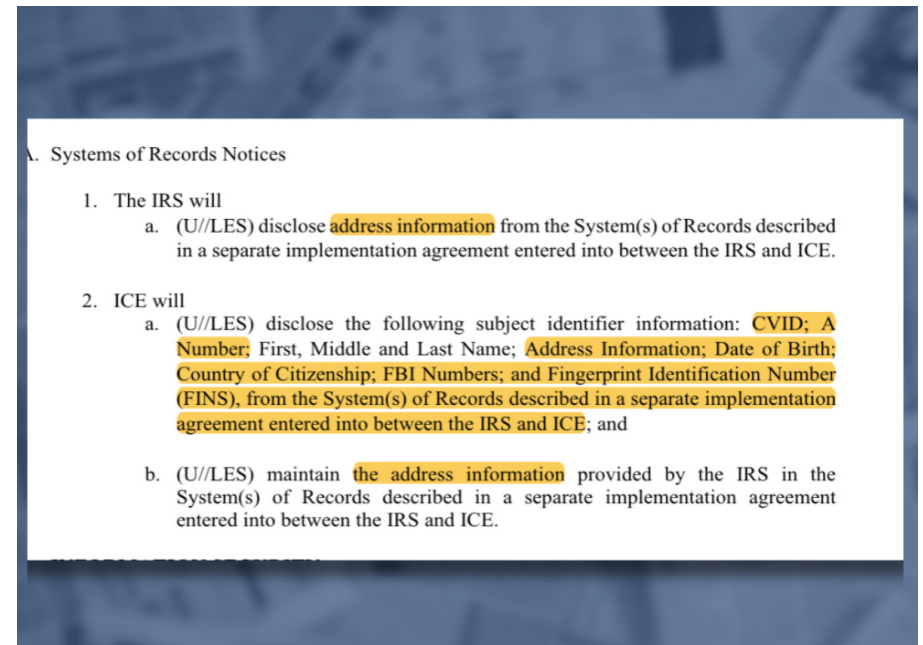 . Systems of Records Notices
1. The IRS will
a. (U//LES) disclose address information from the System(s) of Records described
in a separate implementation agreement entered into between the IRS and ICE.
2. ICE will
a. (U//LES) disclose the following subject identifier information: CVID; A
Number; First, Middle and Last Name; Address Information; Date of Birth;
Country of Citizenship; FBI Numbers; and Fingerprint Identification Number
(FINS), from the System(s) of Records described in a separate implementation
agreement entered into between the IRS and ICE; and
b. (U//LES) maintain the address information provided by the IRS in the
System(s) of Records described in a separate implementation agreement
entered into between the IRS and ICE.